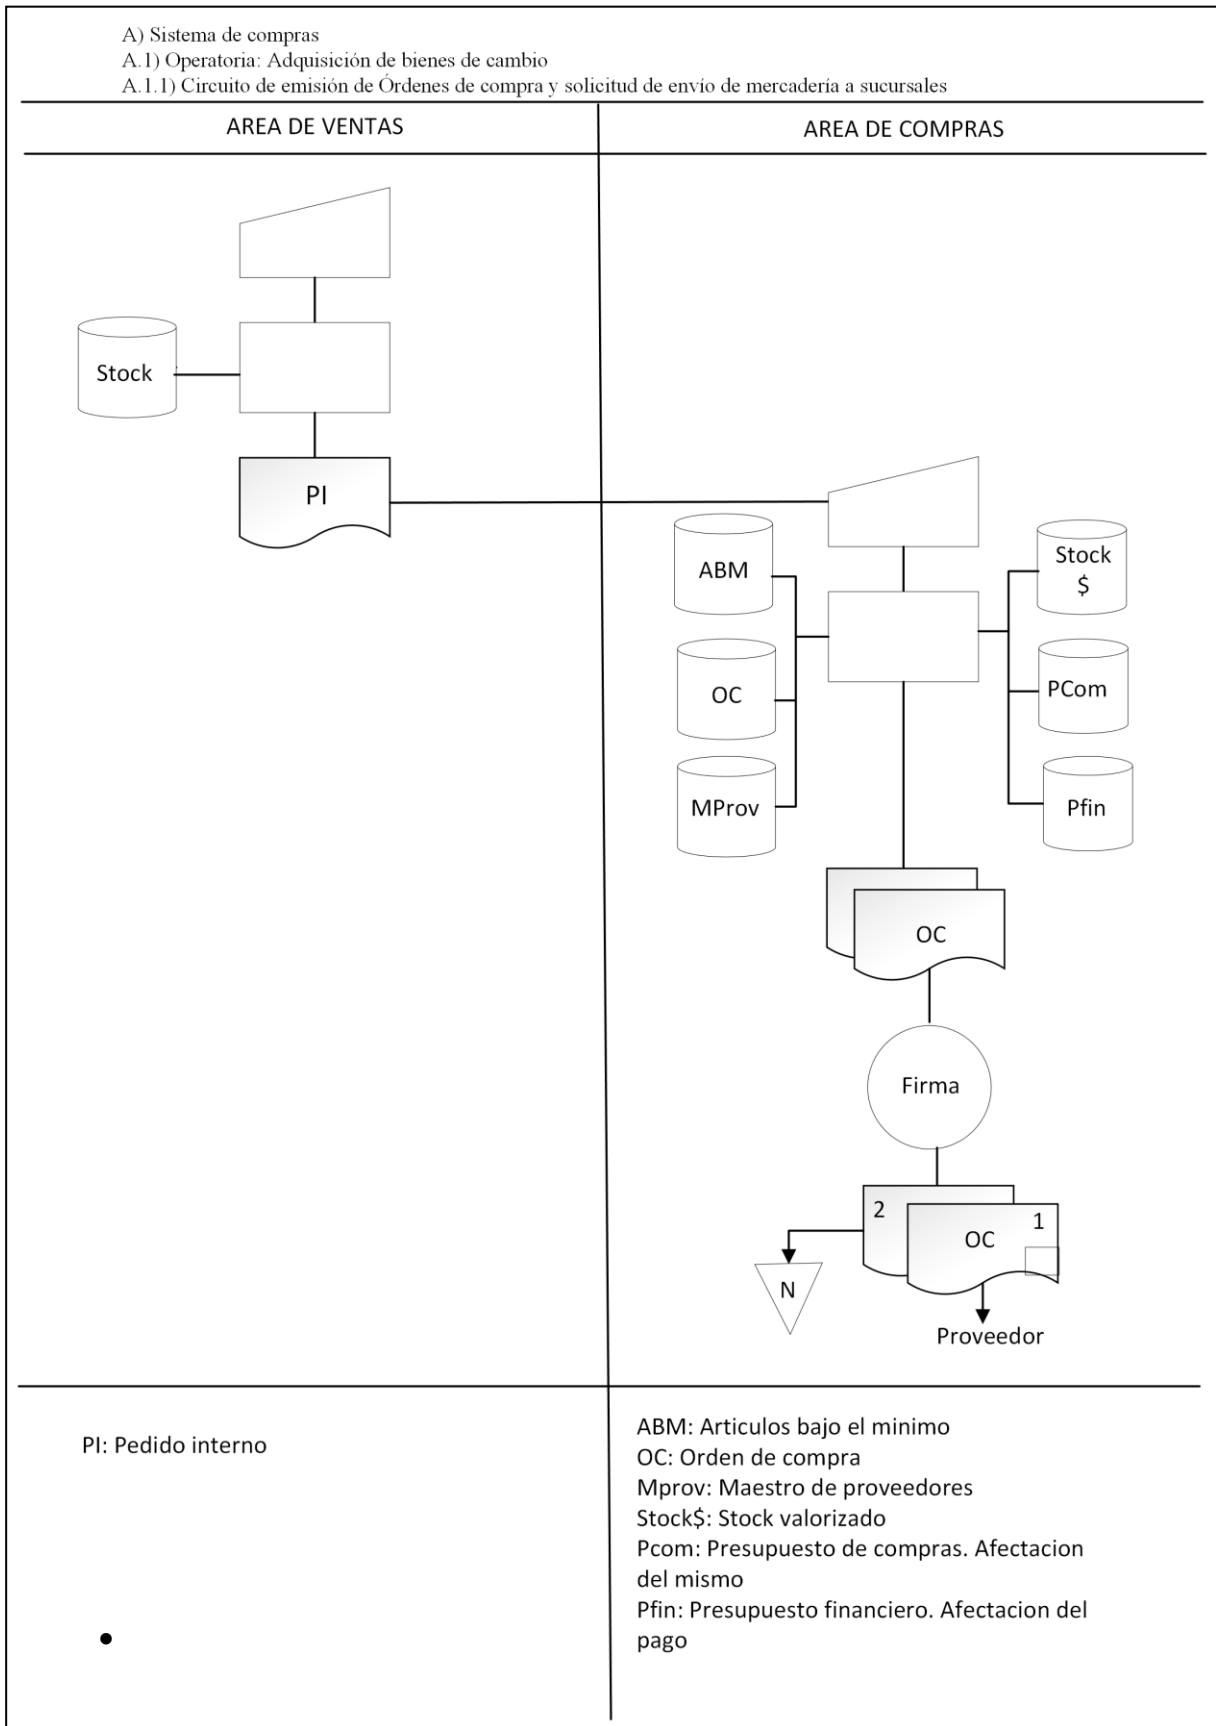 A) Sistema de compras
A.1) Operatoria: Adquisición de bienes de cambio
A.1.1) Circuito de emisión de Órdenes de compra y solicitud de envío de mercadería a sucursales
AREA DE VENTAS
AREA DE COMPRAS
Stock
PI
ABM
OC
MProv
Stock
$
PCom
Pfin
OC
Firma
2
OC
1
N
Proveedor
PI: Pedido interno
ABM: Articulos bajo el minimo
OC: Orden de compra
Mprov: Maestro de proveedores
Stock$: Stock valorizado
Pcom: Presupuesto de compras. Afectacion
del mismo
Pfin: Presupuesto financiero. Afectacion del
pago